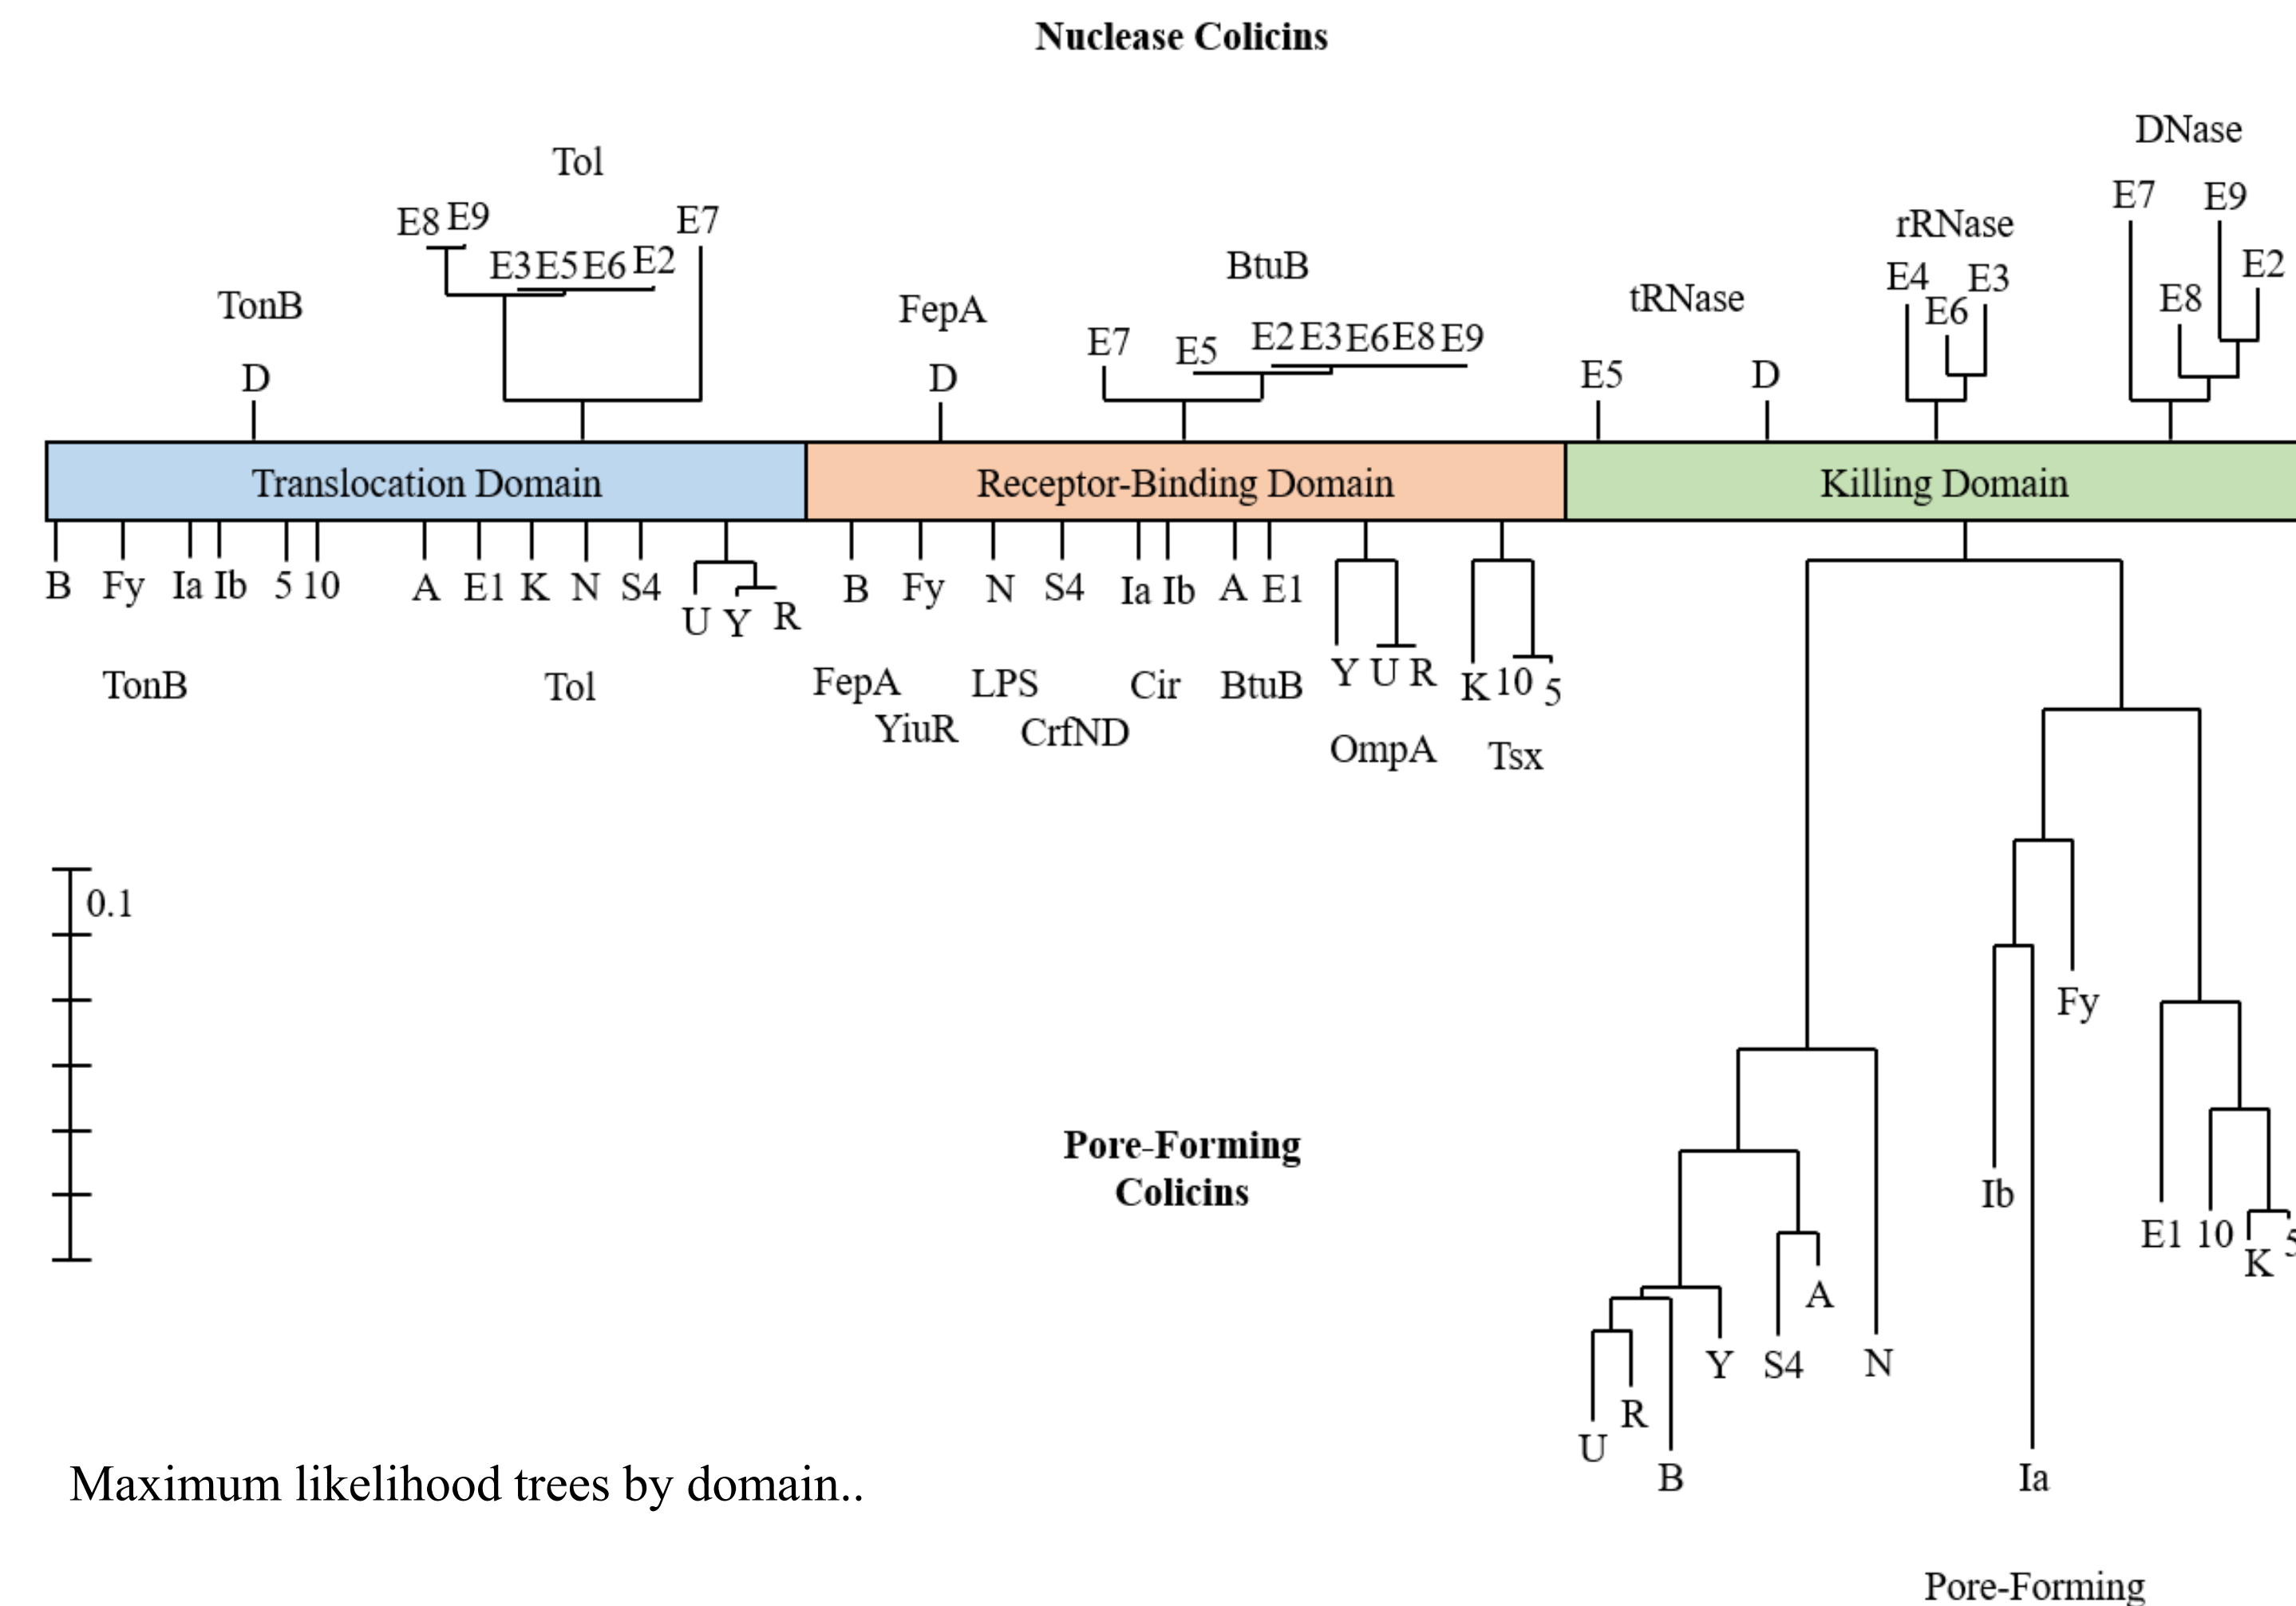 Nuclease Colicins
DNase
Tol
E7 E9
E8 E9 E7
rRNase
E3 E5 E6 E2
BtuB
E4 E3
E2
TonB
FepA
tRNase
E6
E8
E7 E5 E2 E3 E6 E8 E9
D
D
E5 D
Translocation Domain Receptor-Binding Domain Killing Domain
B Fy Ia Ib 5 10 A E1 K N S4 B Fy N S4 Ia Ib A E1
U Y R
Y U R K 10 5
TonB Tol FepA LPS Cir BtuB
YiuR CrfND
OmpA Tsx
0.1
Fy
Pore-Forming
Colicins
Ib
E1 10 K 5
A
Y S4 N
U R
B Ia
Maximum likelihood trees by domain..
Pore-Forming